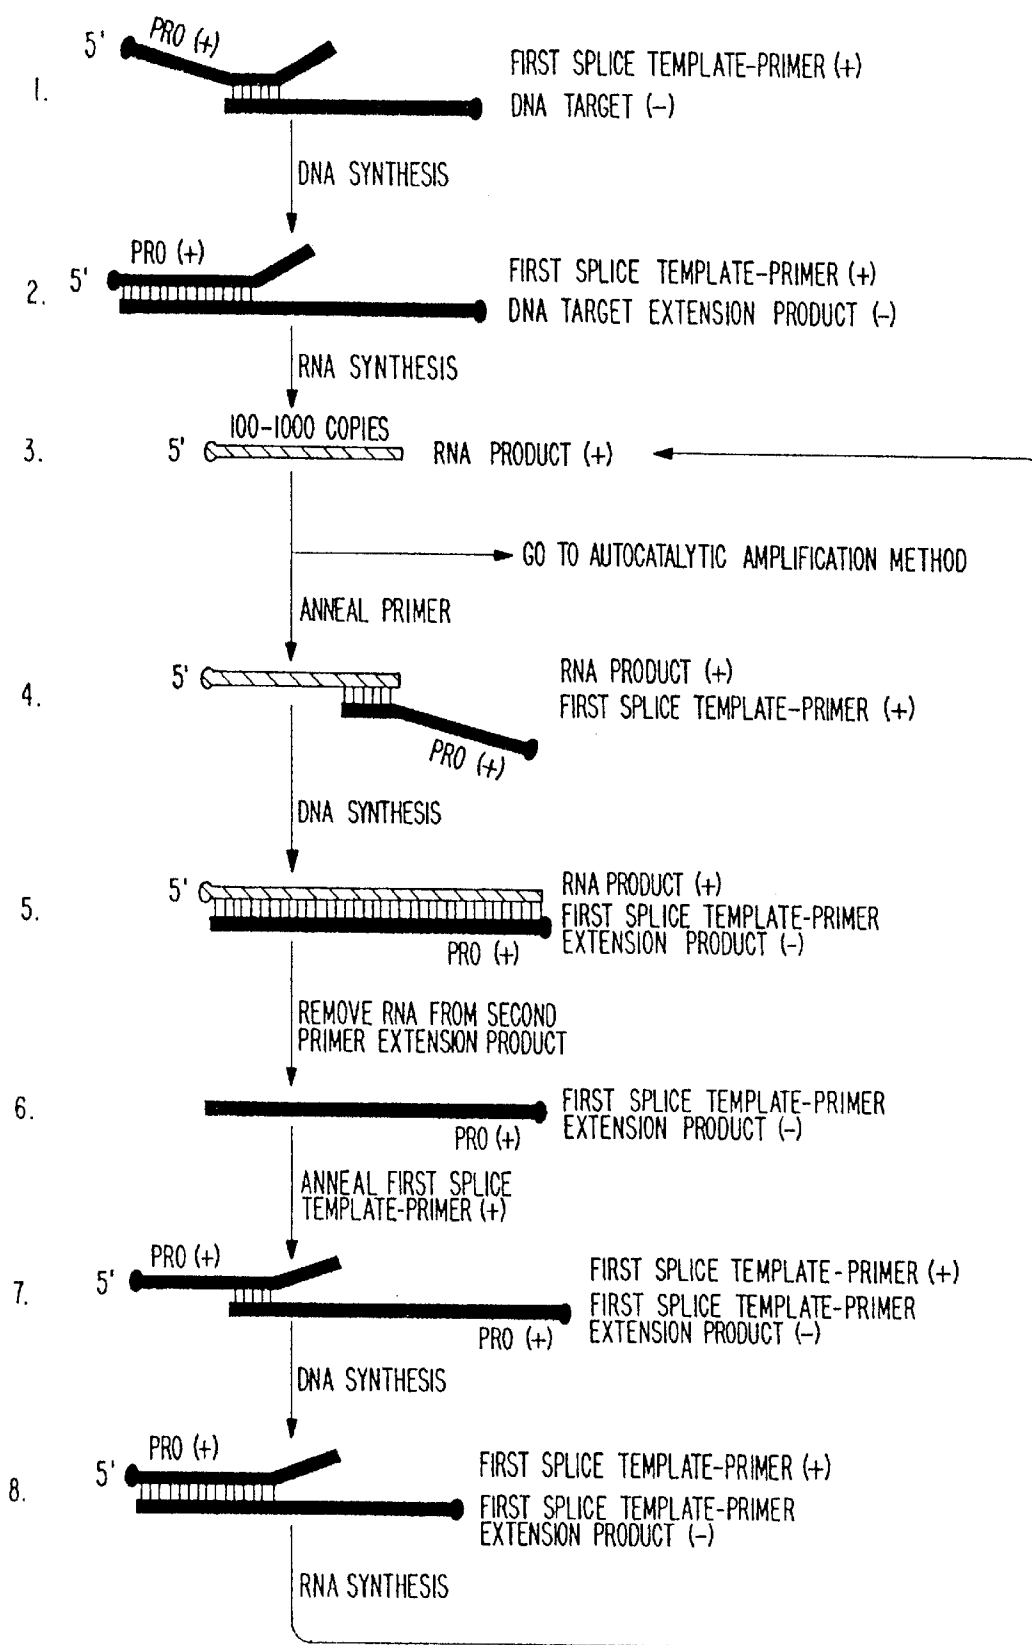 PRO (+)
5'
1.
FIRST SPLICE TEMPLATE-PRIMER (+)
DNA TARGET (-)
DNA SYNTHESIS
PRO (+)
5'
2.
FIRST SPLICE TEMPLATE-PRIMER (+)
DNA TARGET EXTENSION PRODUCT (-)
RNA SYNTHESIS
100-1000 COPIES
3.
5'
RNA PRODUCT (+)
GO TO AUTOCATALYTIC AMPLIFICATION METHOD
ANNEAL PRIMER
4.
5'
RNA PRODUCT (+)
FIRST SPLICE TEMPLATE-PRIMER (+)
PRO (+)
DNA SYNTHESIS
5.
5'
RNA PRODUCT (+)
FIRST SPLICE TEMPLATE-PRIMER
EXTENSION PRODUCT (-)
PRO (+)
REMOVE RNA FROM SECOND
PRIMER EXTENSION PRODUCT
6.
FIRST SPLICE TEMPLATE-PRIMER
EXTENSION PRODUCT (-)
PRO (+)
ANNEAL FIRST SPLICE
TEMPLATE-PRIMER (+)
PRO (+)
7.
5'
FIRST SPLICE TEMPLATE-PRIMER (+)
FIRST SPLICE TEMPLATE-PRIMER
EXTENSION PRODUCT (-)
PRO (+)
DNA SYNTHESIS
PRO (+)
8.
5'
FIRST SPLICE TEMPLATE-PRIMER (+)
FIRST SPLICE TEMPLATE-PRIMER
EXTENSION PRODUCT (-)
RNA SYNTHESIS